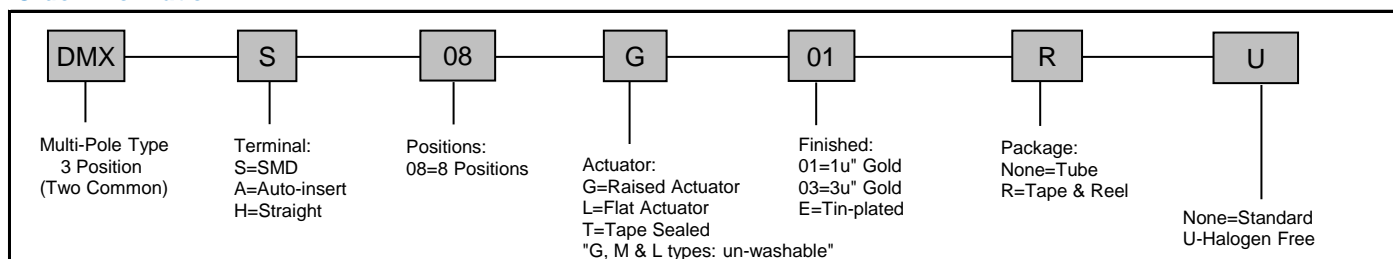 DMX S 08 G 01 R U
Multi-Pole Type
3 Position
(Two Common)
Terminal:
S=SMD
A=Auto-insert
H=Straight
Positions:
08=8 Positions
Actuator:
G=Raised Actuator
L=Flat Actuator
T=Tape Sealed
"G, M & L types: un-washable"
Finished:
01=1u" Gold
03=3u" Gold
E=Tin-plated
Package:
None=Tube
R=Tape & Reel
None=Standard
U-Halogen Free